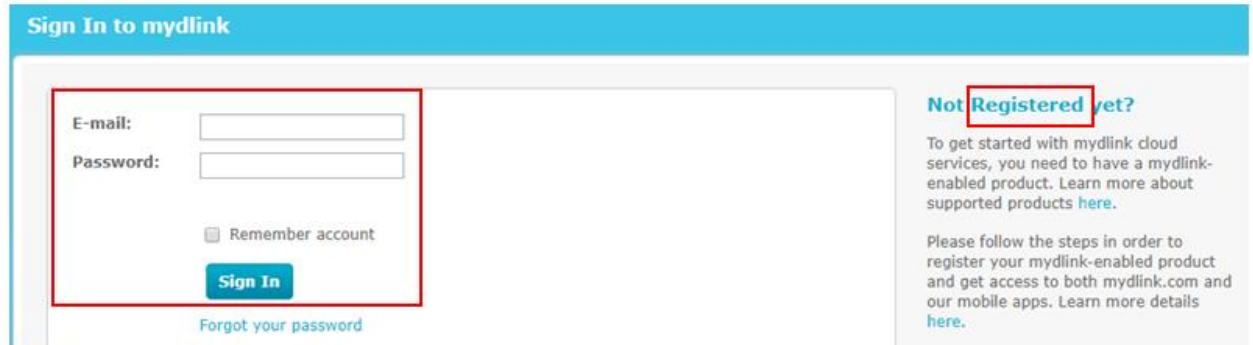 Sign In to mydlink
E-mail:
Password:
Remember account
Sign In
Forgot your password
Not Registered yet?
To get started with mydlink cloud
services, you need to have a mydlink-
enabled product. Learn more about
supported products here.
Please follow the steps in order to
register your mydlink-enabled product
and get access to both mydlink.com and
our mobile apps. Learn more details
here.